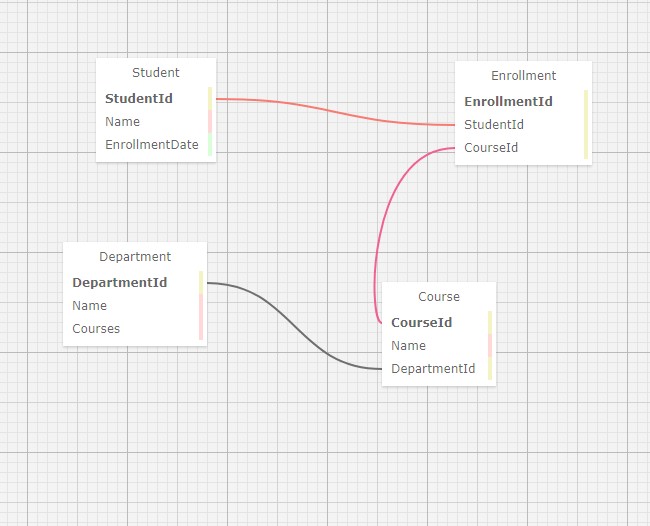 Student
StudentId
Name
EnrollmentDate
Enrollment
EnrollmentId
StudentId
CourseId
Department
DepartmentId
Name
Courses
Course
CourseId
Name
DepartmentId